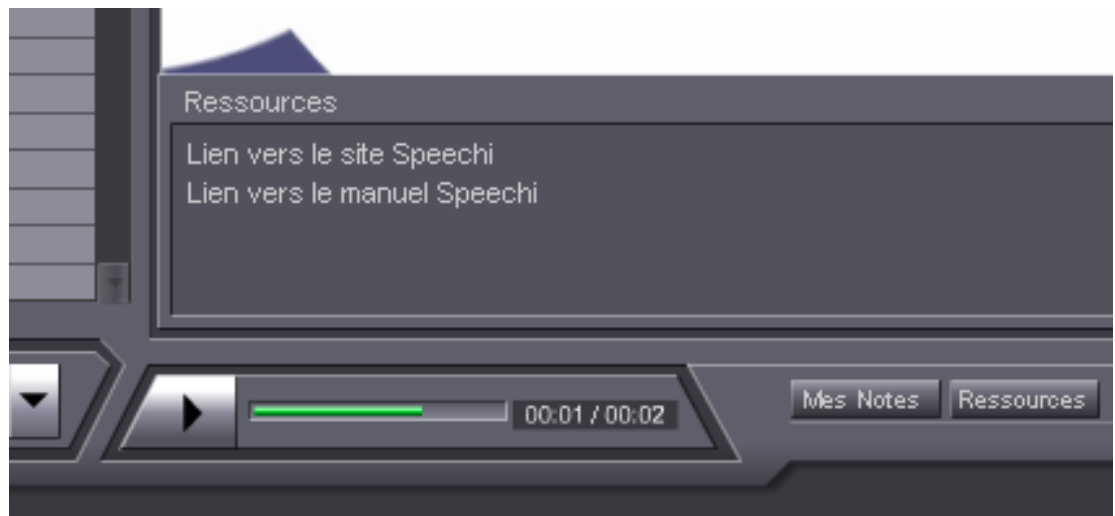 Ressources
Lien vers le site Speechi
Lien vers le manuel Speechi
00:01 / 00:02
Mes Notes
Ressources